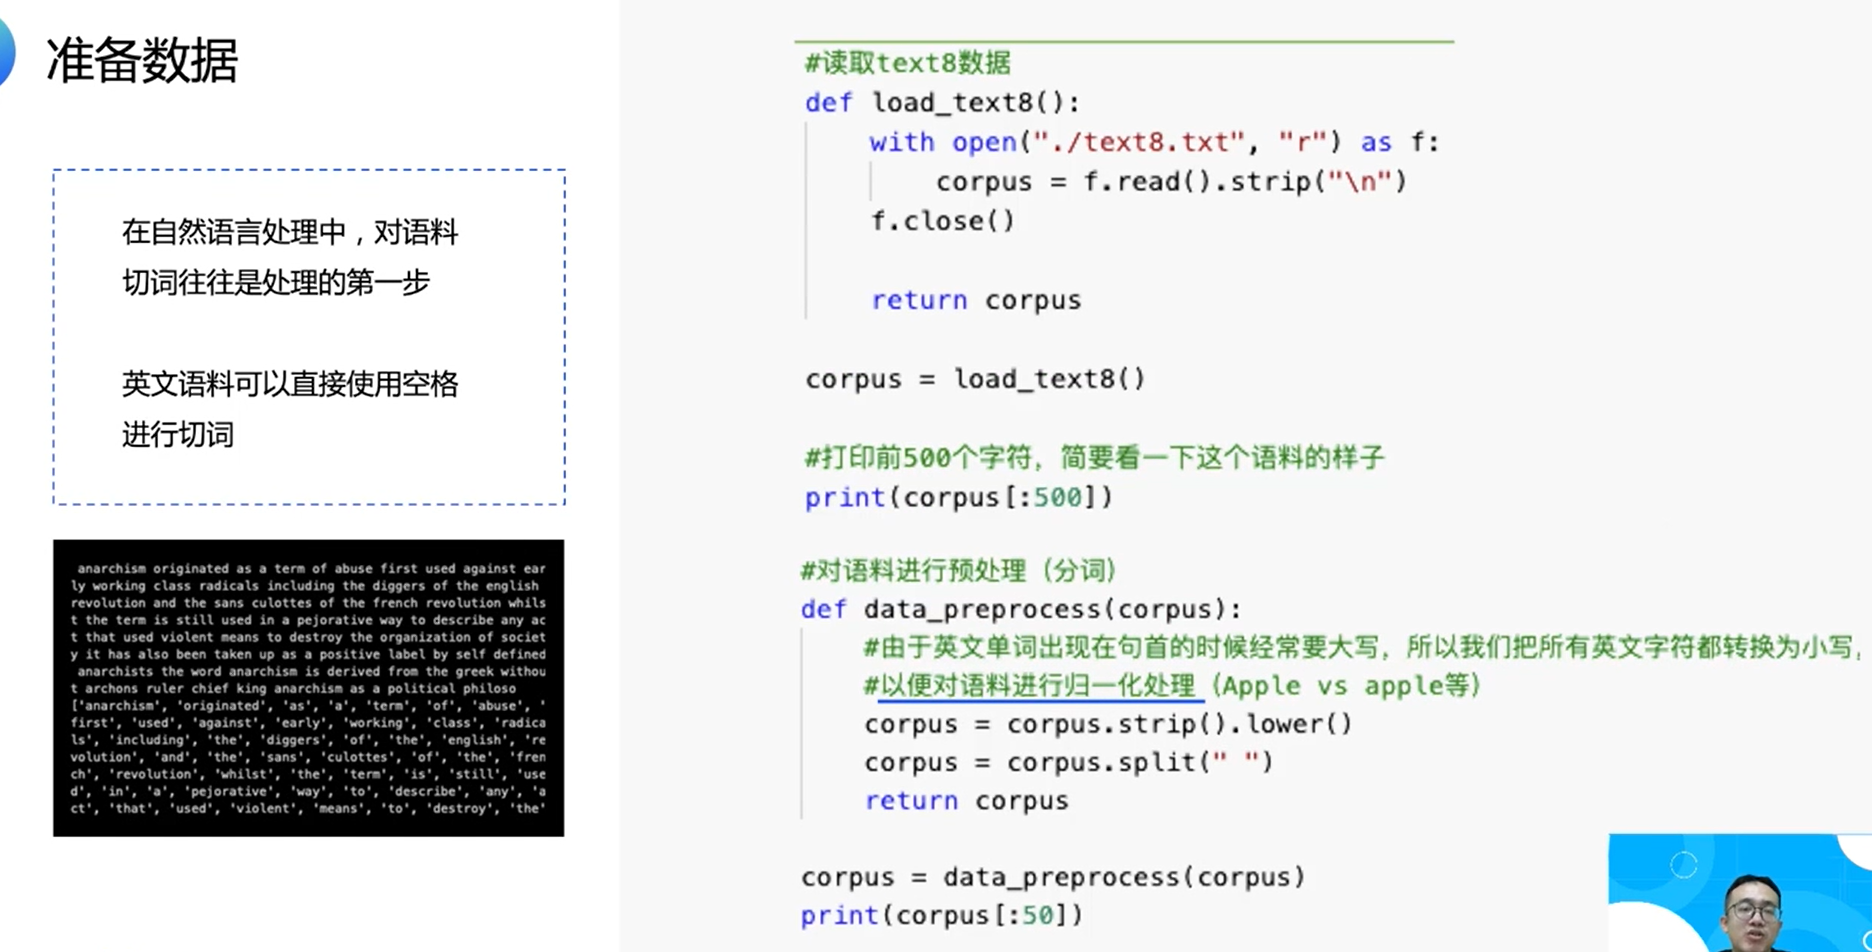 准备数据
在自然语言处理中，对语料
切词往往是处理的第一步
英文语料可以直接使用空格
进行切词
anarchism originated as a term of abuse first used against ear
ly working class radicals including the diggers of the english
revolution and the sans culottes of the french revolution whils
t the term is still used in a pejorative way to describe any ac
t that used violent means to destroy the organization of societ
y it has also been taken up as a positive label by self defined
anarchists the word anarchism is derived from the greek withou
t archons ruler chief king anarchism as a political philoso
['anarchism', 'originated', 'as', 'a', 'term', 'of', 'abuse', '
first', 'used', 'against', 'early', 'working', 'class', 'radica
ls', 'including', 'the', 'diggers', 'of', 'the', 'english', 're
volution', 'and', 'the', 'sans', 'culottes', 'of', 'the', 'fren
ch', 'revolution', 'whilst', 'the', 'term', 'is', 'still', 'use
d', 'in', 'a', 'pejorative', 'way', 'to', 'describe', 'any', 'a
ct', 'that', 'used', 'violent', 'means', 'to', 'destroy', 'the'
#读取text8数据
def load_text8():
with open("./text8.txt", "r") as f:
corpus = f.read().strip("\n")
f.close()
return corpus
corpus = load_text8()
#打印前500个字符，简要看一下这个语料的样子
print(corpus[:500])
#对语料进行预处理（分词）
def data_preprocess(corpus):
#由于英文单词出现在句首的时候经常要大写，所以我们把所有英文字符都转换为小写，
#以便对语料进行归一化处理（Apple vs apple等）
corpus = corpus.strip().lower()
corpus = corpus.split(" ")
return corpus
corpus = data_preprocess(corpus)
print(corpus[:50])